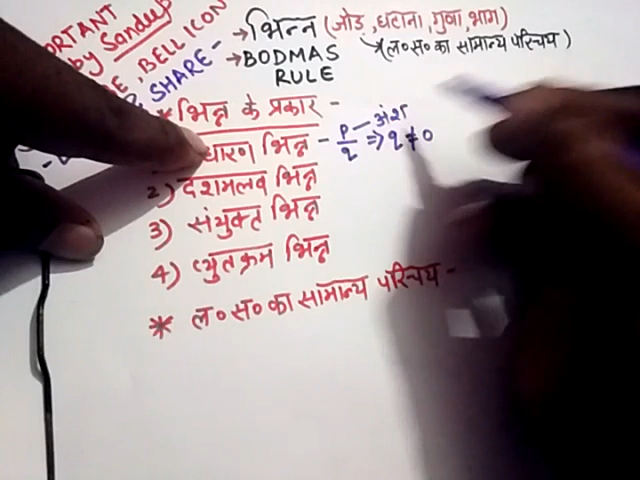 ORTANT
by Sandeep
E, BELL ICON
SHARE-
→ भिन्न (जोड़, घटाना, गुणा, भाग)
(ल०स० का सामान्य परिचय)
→ BODMAS
RULE
* भिन्न के प्रकार -
धारण भिन्न - p/q ⇒ q ≠ 0
अंश
2) दशमलव भिन्न
3) संयुक्त भिन्न
4) व्युतक्रम भिन्न
* ल०स० का सामान्य परिचय -